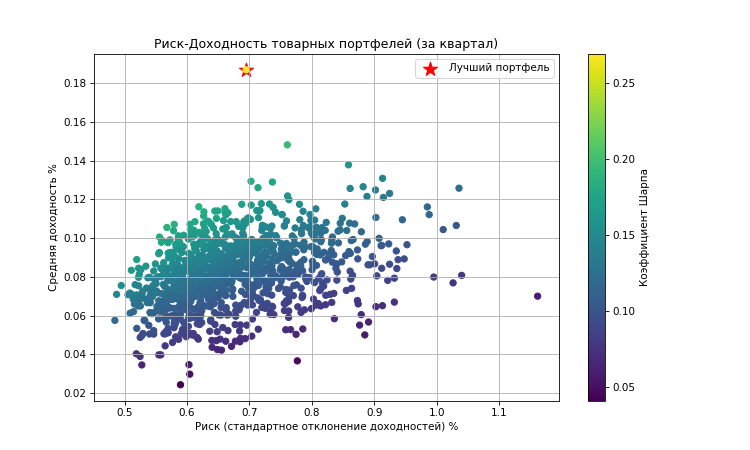 Риск-Доходность товарных портфелей (за квартал)
Лучший портфель
Средняя доходность %
0.18
0.16
0.14
0.12
0.10
0.08
0.06
0.04
0.02
0.5 0.6 0.7 0.8 0.9 1.0 1.1
Риск (стандартное отклонение доходностей) %
0.25
0.20
0.15
0.10
0.05
Коэффициент Шарпа